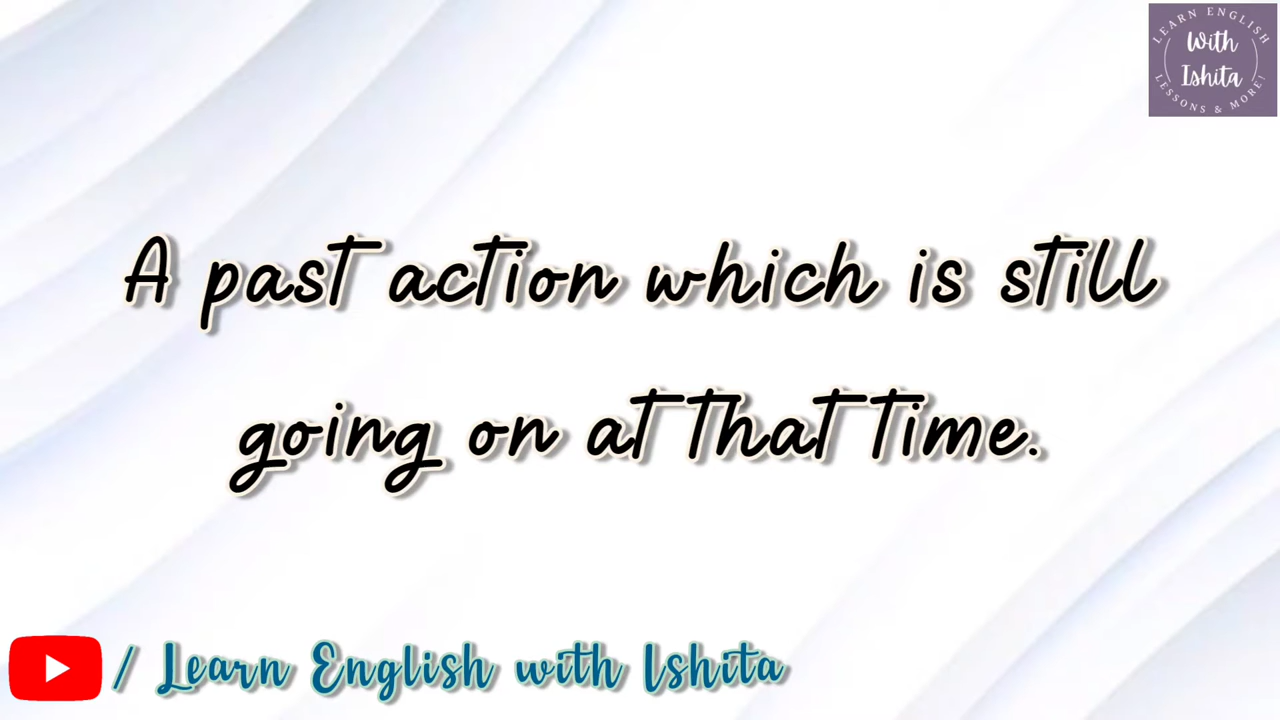 LEARN ENGLISH
With
Ishita
LESSONS & MORE!
A past action which is still
going on at that time.
/ Learn English with Ishita